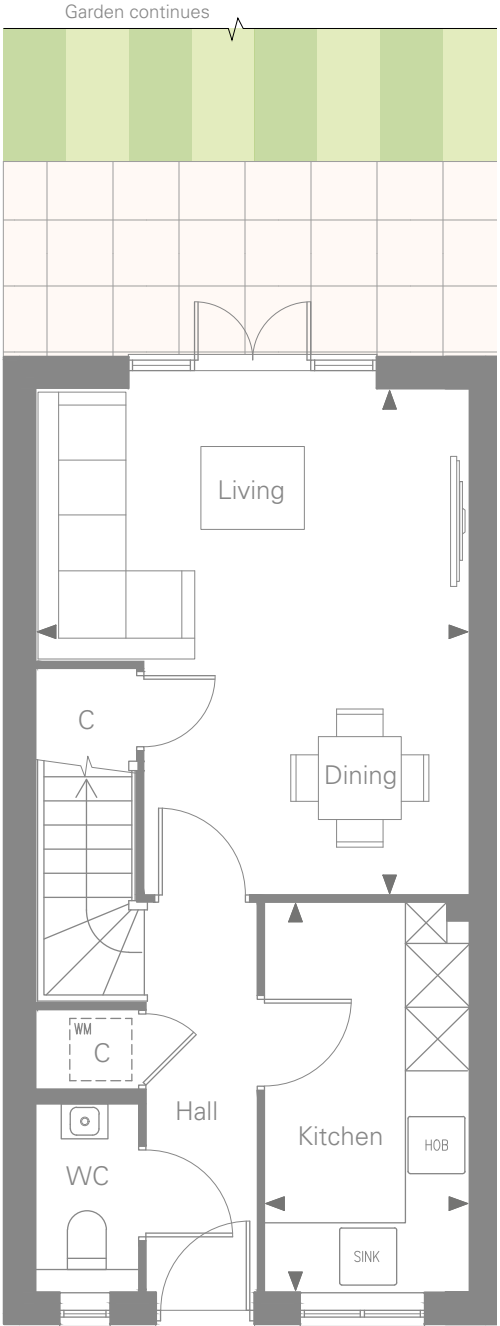 Garden continues
Living
C
Dining
WM
C
Hall
Kitchen
HOB
WC
SINK